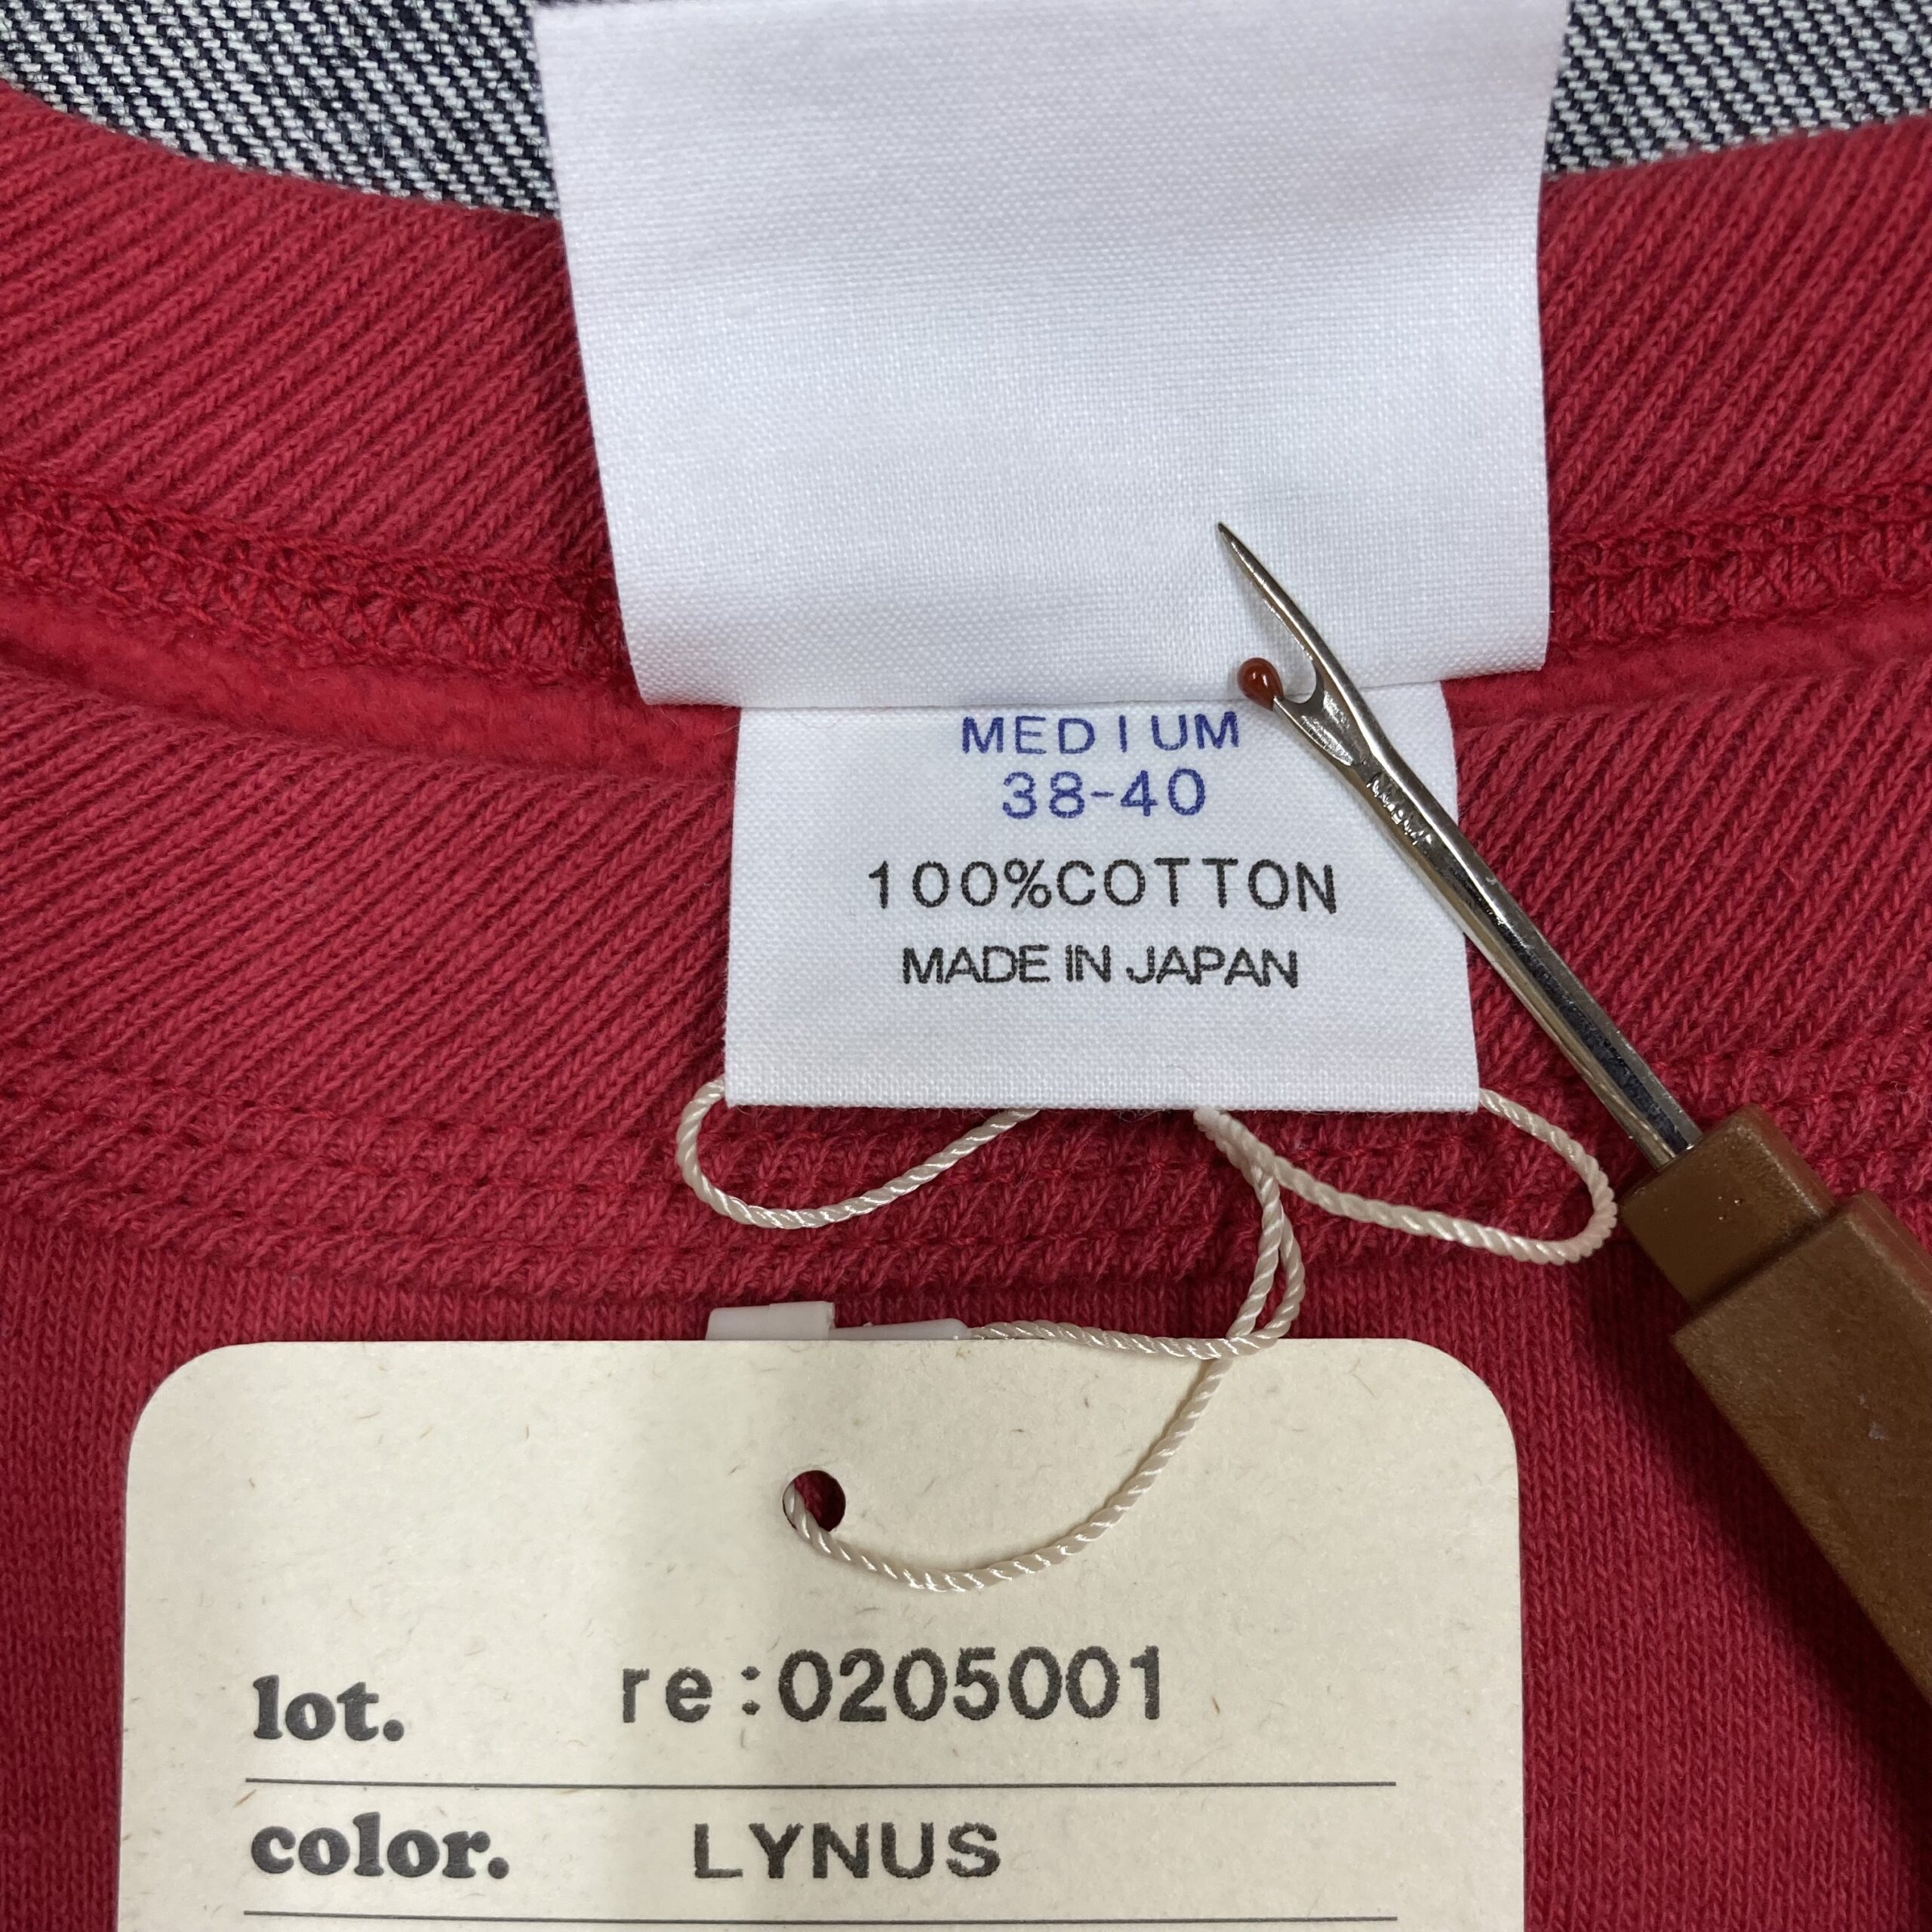 MEDIUM
38-40
100%COTTON
MADE IN JAPAN
lot. re:0205001
color. LYNUS